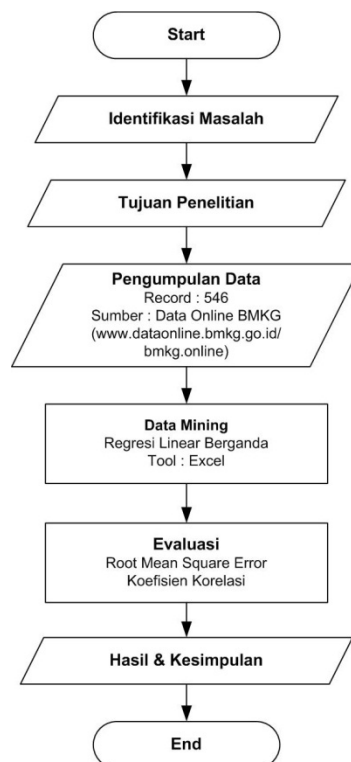 Start
Identifikasi Masalah
Tujuan Penelitian
Pengumpulan Data
Record : 546
Sumber : Data Online BMKG
(www.dataonline.bmkg.go.id/
bmkg.online)
Data Mining
Regresi Linear Berganda
Tool : Excel
Evaluasi
Root Mean Square Error
Koefisien Korelasi
Hasil & Kesimpulan
End